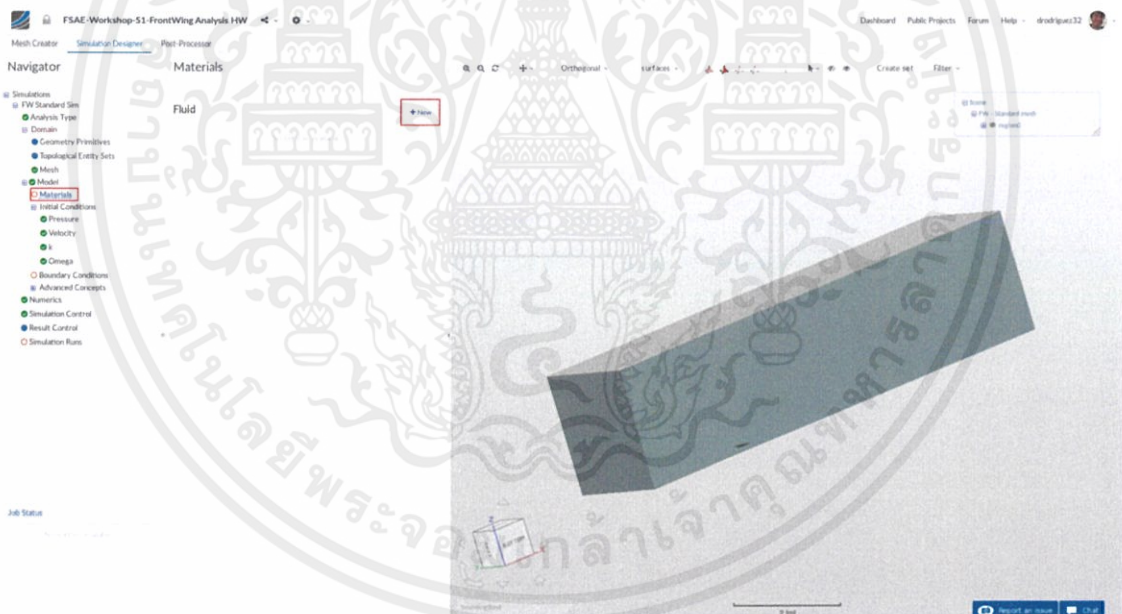 FSAE-Workshop-S1-FrontWing Analysis HW
Dashboard Public Projects Forum Help drodriguez32
Mesh Creator Simulation Designer Post-Processor
Navigator
Materials
Orthogonal surfaces Create set Filter
Simulations
FW Standard Sim
Analysis Type
Domain
Geometry Primitives
Topological Entity Sets
Mesh
Model
Materials
Initial Conditions
Pressure
Velocity
k
Omega
Boundary Conditions
Advanced Concepts
Numerics
Simulation Control
Result Control
Simulation Runs
Fluid
+ New
Scene
FW - Standard mesh
region0
Job Status
Report an issue Chat